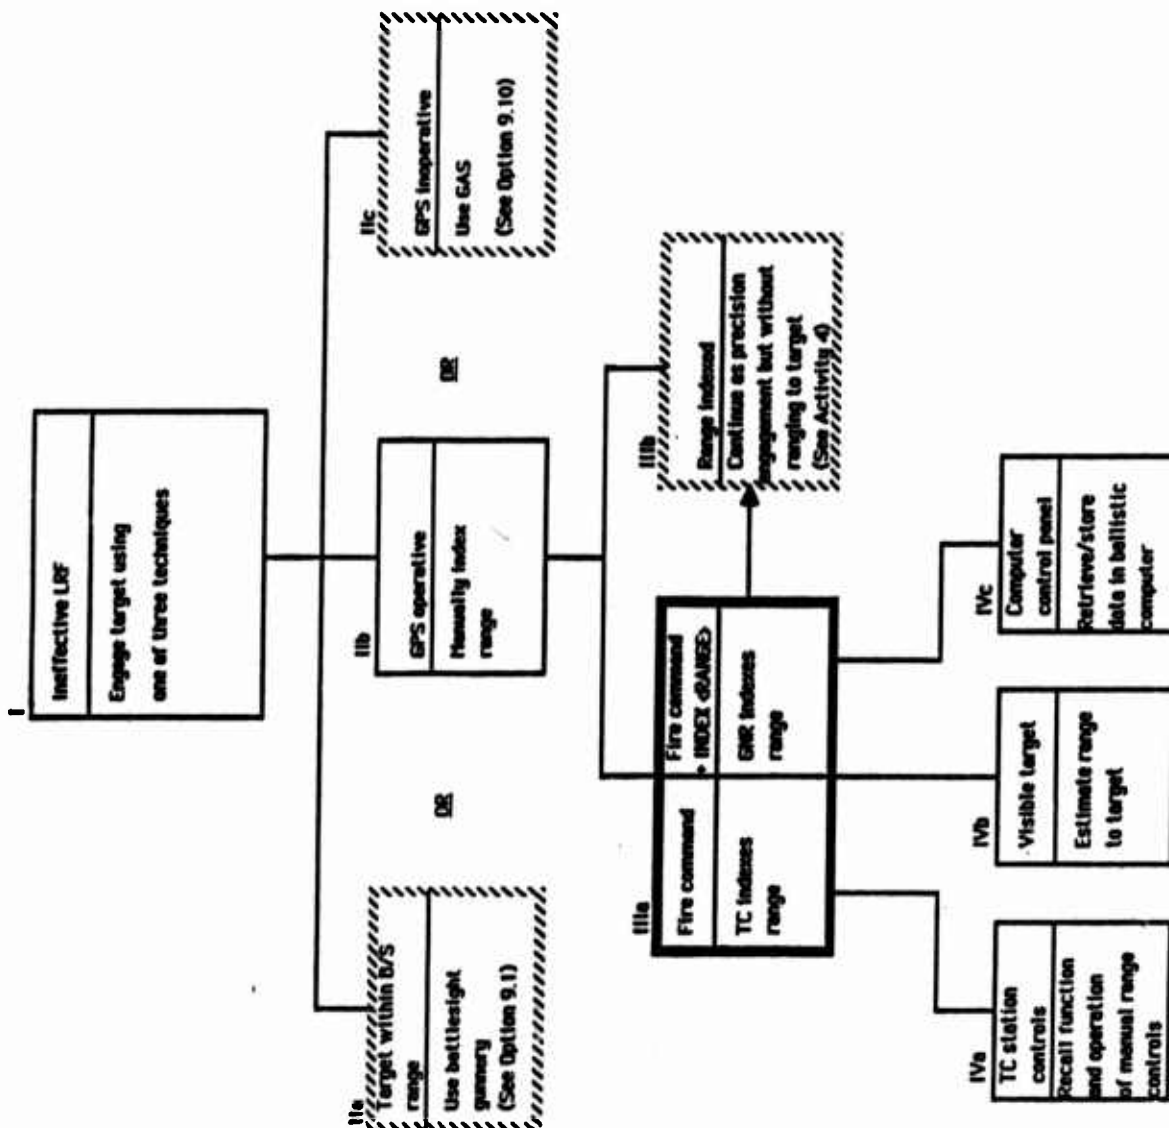 I
Ineffective LRF
Engage target using
one of three techniques
IIa
Target within B/S
range
Use battlesight
gunnery
(See Option 9.1)
OR
IIb
GPS operative
Manually index
range
OR
IIc
GPS inoperative
Use GAS
(See Option 9.10)
IIIa
Fire command
TC indexes
range
Fire command
+ INDEX <RANGE>
GNR indexes
range
IIIb
Range indexed
Continue as precision
engagement but without
ranging to target
(See Activity 4)
IVa
TC station
controls
Recall function
and operation
of manual range
controls
IVb
Visible target
Estimate range
to target
IVc
Computer
control panel
Retrieve/store
data in ballistic
computer